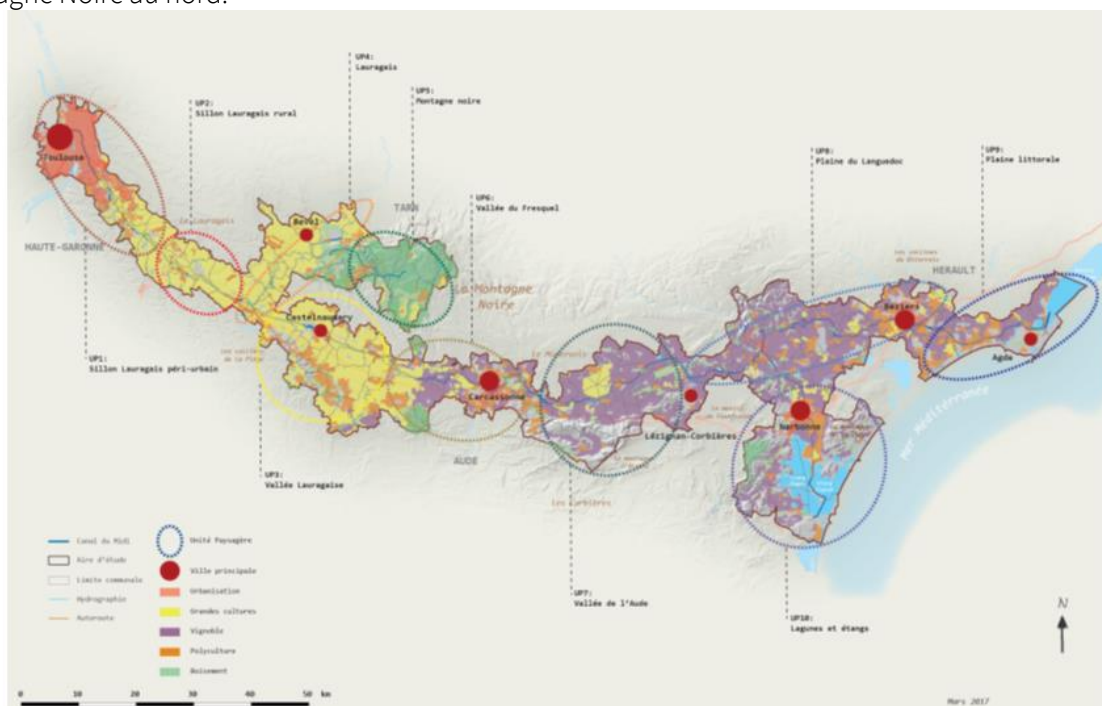 agne Noire au nord.
UP4:
Lauragais
UP5:
Montagne noire
UP2:
Sillon Lauragais rural
UP8:
Plaine du Languedoc
UP9:
Plaine littorale
UP6:
Vallée du Fresquel
Toulouse
TARN
Revel
Le Lauragais
HAUTE-GARONNE
HERAULT
La Montagne
Noire
Castelnaudary
Béziers
Agde
UP1:
Sillon Lauragais péri-urbain
Le Minervois
Carcassonne
Lézignan-Corbières
Narbonne
Mer Méditerranée
AUDE
UP3:
Vallée Lauragaise
Les Corbières
Canal du Midi
Unité Paysagère
Aire d'étude
Ville principale
Limite communale
Urbanisation
Hydrographie
Grandes cultures
Autoroute
Vignoble
Polyculture
Boisement
UP7:
Vallée de l'Aude
UP10:
Lagunes et étangs
N
0 10 20 30 40 50 km
Mars 2017